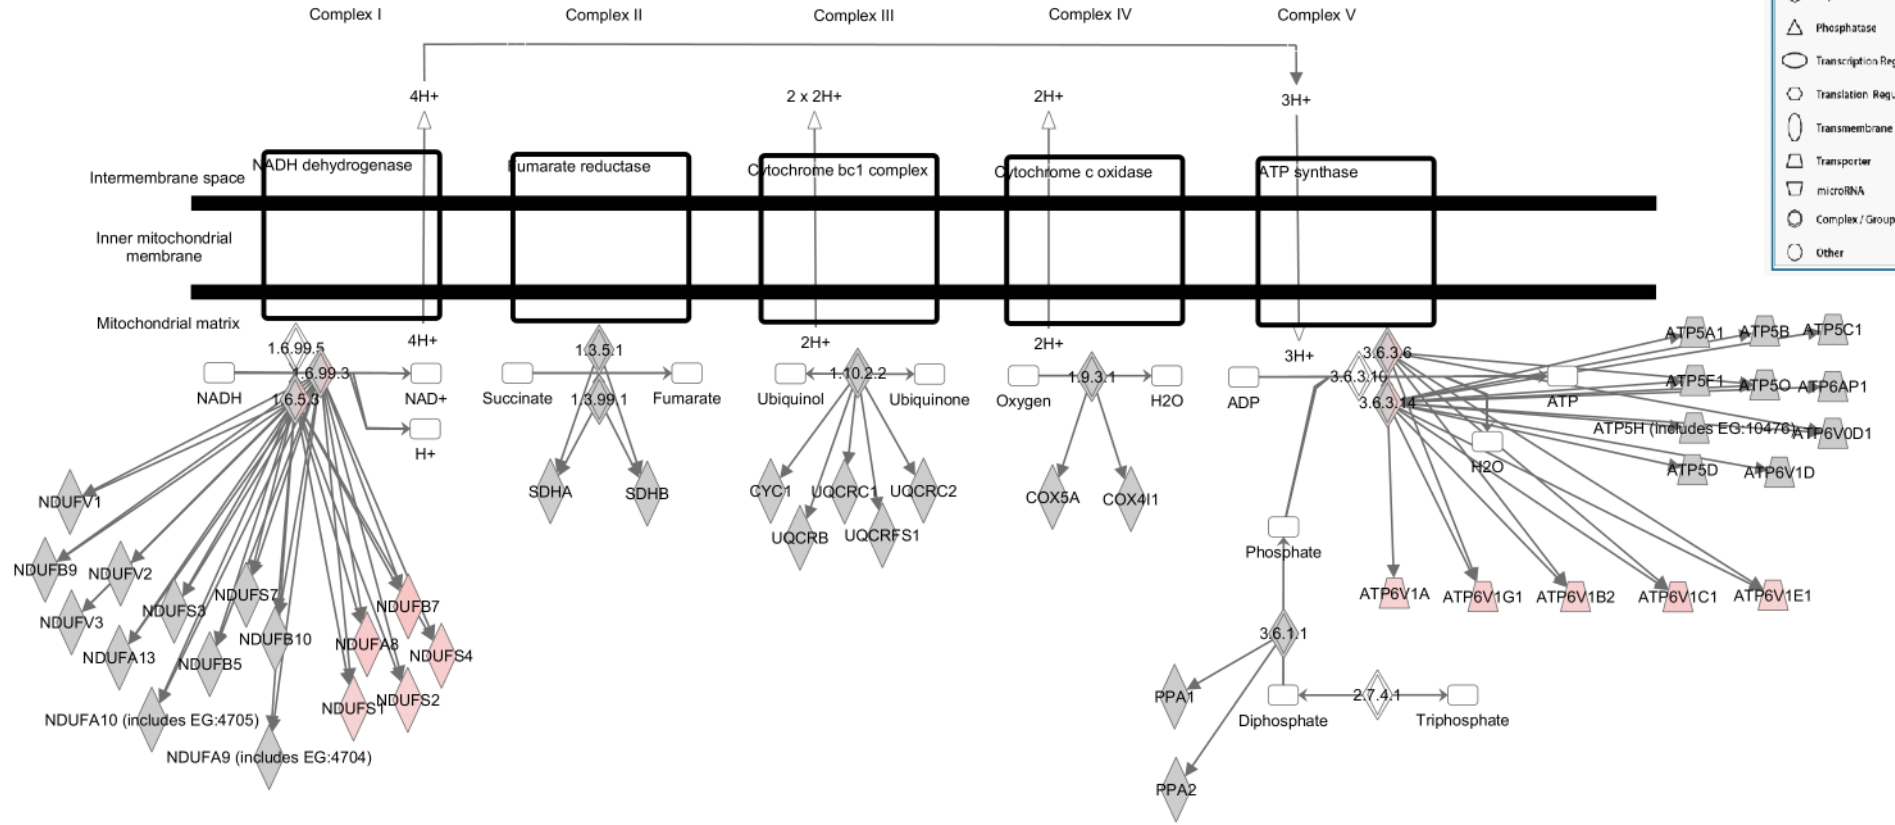 Complex I
Complex II
Complex III
Complex IV
Complex V
Phosphatase
Transcription Reg
Translation Regu
Transmembrane
Transporter
microRNA
Complex / Group
Other
4H+
2 x 2H+
2H+
3H+
NADH dehydrogenase
Fumarate reductase
Cytochrome bc1 complex
Cytochrome c oxidase
ATP synthase
Intermembrane space
Inner mitochondrial
membrane
Mitochondrial matrix
4H+
2H+
2H+
3H+
1.6.99.5
1.6.99.3
1.6.5.3
NADH
NAD+
H+
1.3.5.1
1.3.99.1
Succinate
Fumarate
1.10.2.2
Ubiquinol
Ubiquinone
1.9.3.1
Oxygen
H2O
3.6.3.6
3.6.3.10
3.6.3.14
ADP
ATP
H2O
ATP5A1
ATP5B
ATP5C1
ATP5F1
ATP5O
ATP6AP1
ATP5H (includes EG:10476)
ATP6V0D1
ATP5D
ATP6V1D
NDUFV1
NDUFB9
NDUFV2
NDUFV3
NDUFS3
NDUFS7
NDUFA13
NDUFB5
NDUFB10
NDUFB7
NDUFA8
NDUFS4
NDUFS1
NDUFS2
NDUFA10 (includes EG:4705)
NDUFA9 (includes EG:4704)
SDHA
SDHB
CYC1
UQCRC1
UQCRC2
UQCRB
UQCRFS1
COX5A
COX4I1
Phosphate
ATP6V1A
ATP6V1G1
ATP6V1B2
ATP6V1C1
ATP6V1E1
3.6.1.1
PPA1
PPA2
Diphosphate
2.7.4.1
Triphosphate